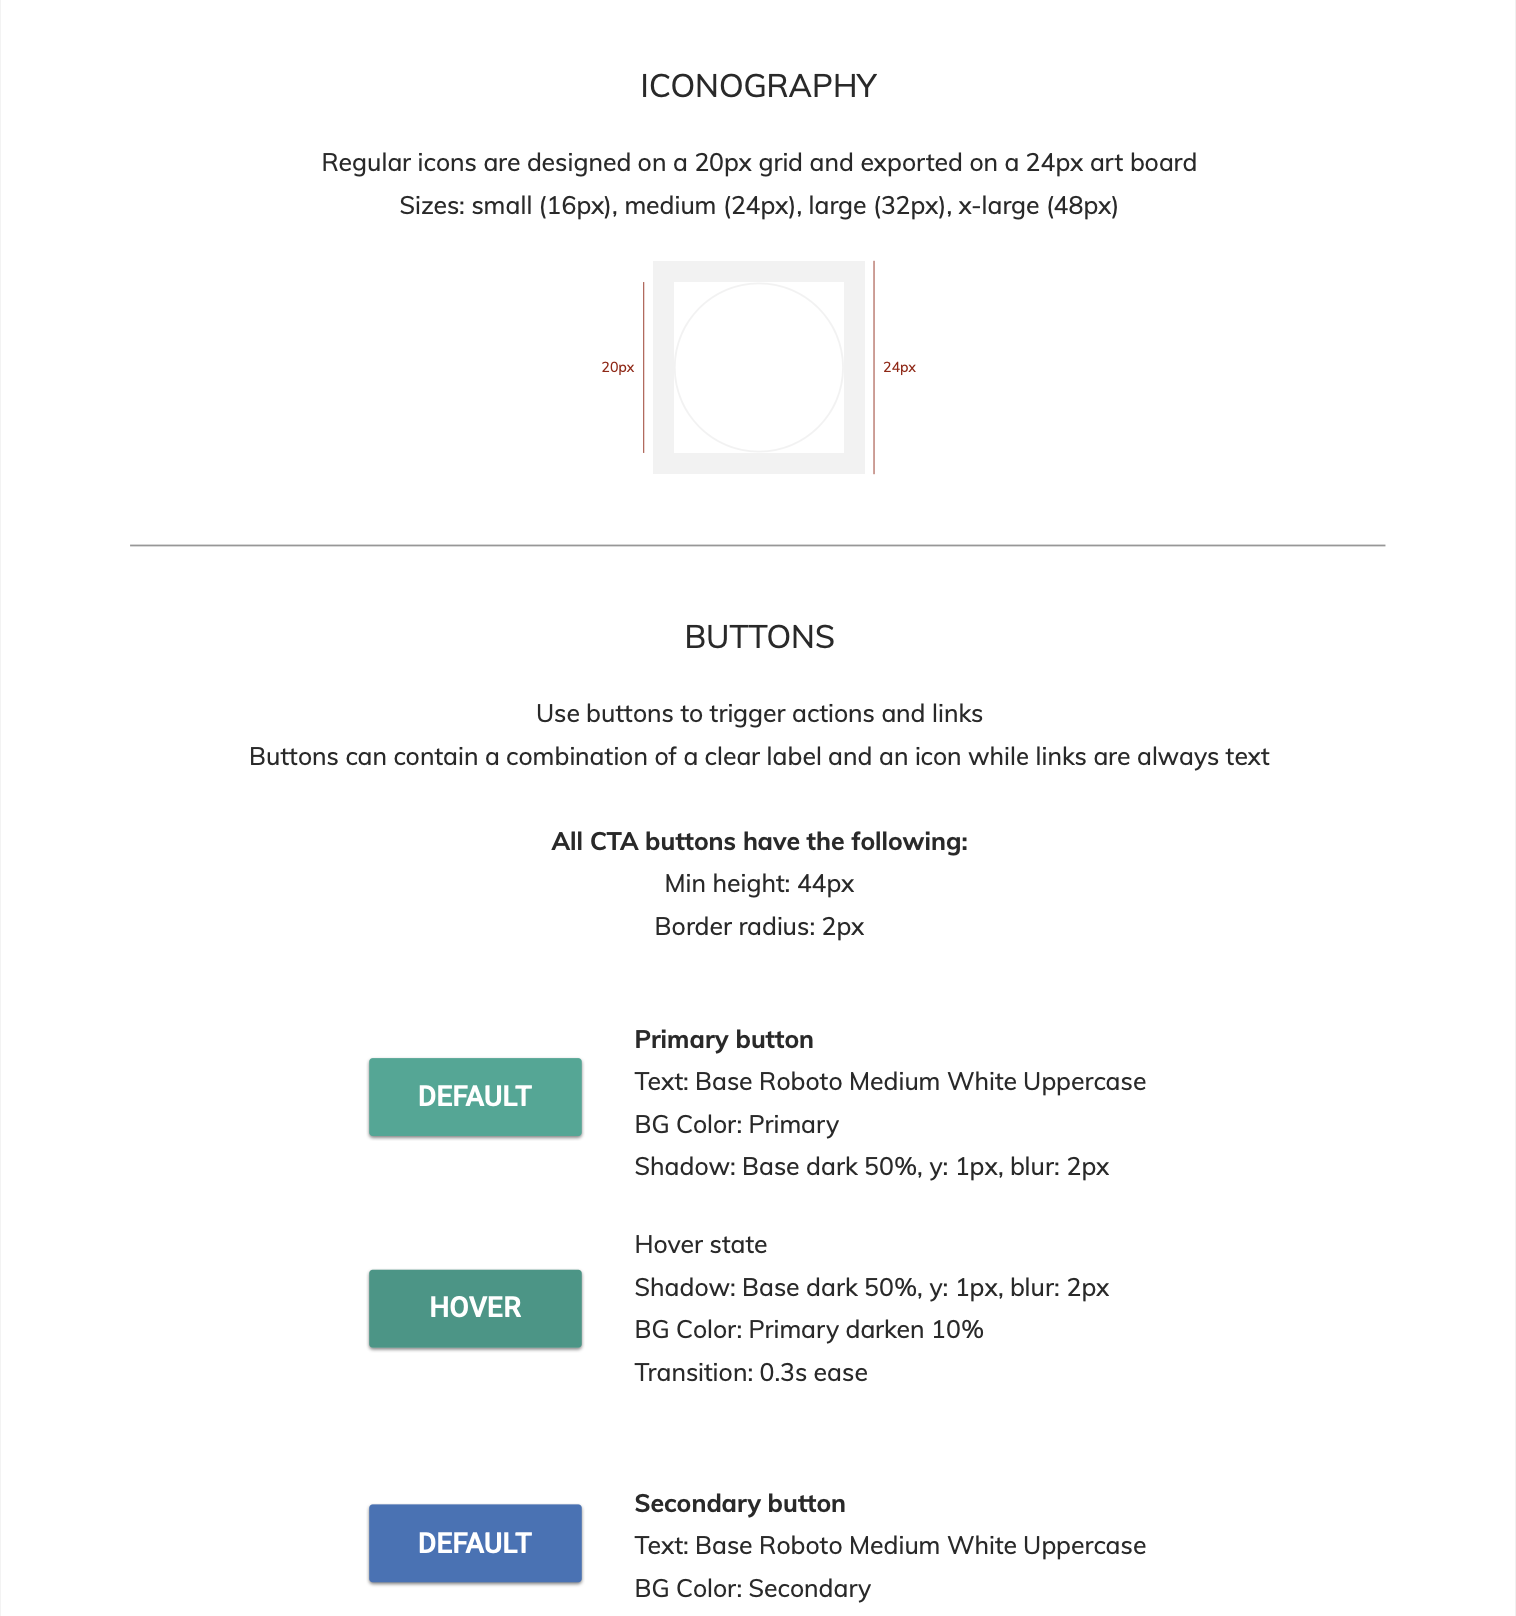 ICONOGRAPHY
Regular icons are designed on a 20px grid and exported on a 24px art board
Sizes: small (16px), medium (24px), large (32px), x-large (48px)
20px
24px
BUTTONS
Use buttons to trigger actions and links
Buttons can contain a combination of a clear label and an icon while links are always text
All CTA buttons have the following:
Min height: 44px
Border radius: 2px
DEFAULT
Primary button
Text: Base Roboto Medium White Uppercase
BG Color: Primary
Shadow: Base dark 50%, y: 1px, blur: 2px
HOVER
Hover state
Shadow: Base dark 50%, y: 1px, blur: 2px
BG Color: Primary darken 10%
Transition: 0.3s ease
DEFAULT
Secondary button
Text: Base Roboto Medium White Uppercase
BG Color: Secondary